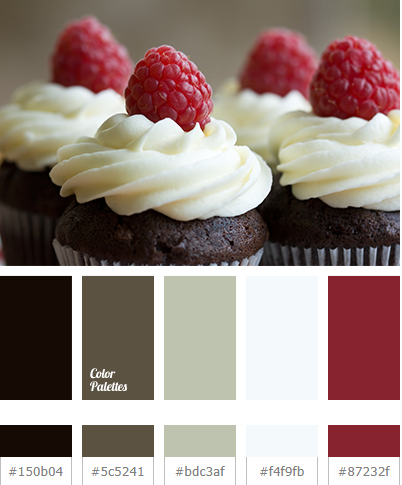 Color
Palettes
#150b04
#5c5241
#bdc3af
#f4f9fb
#87232f